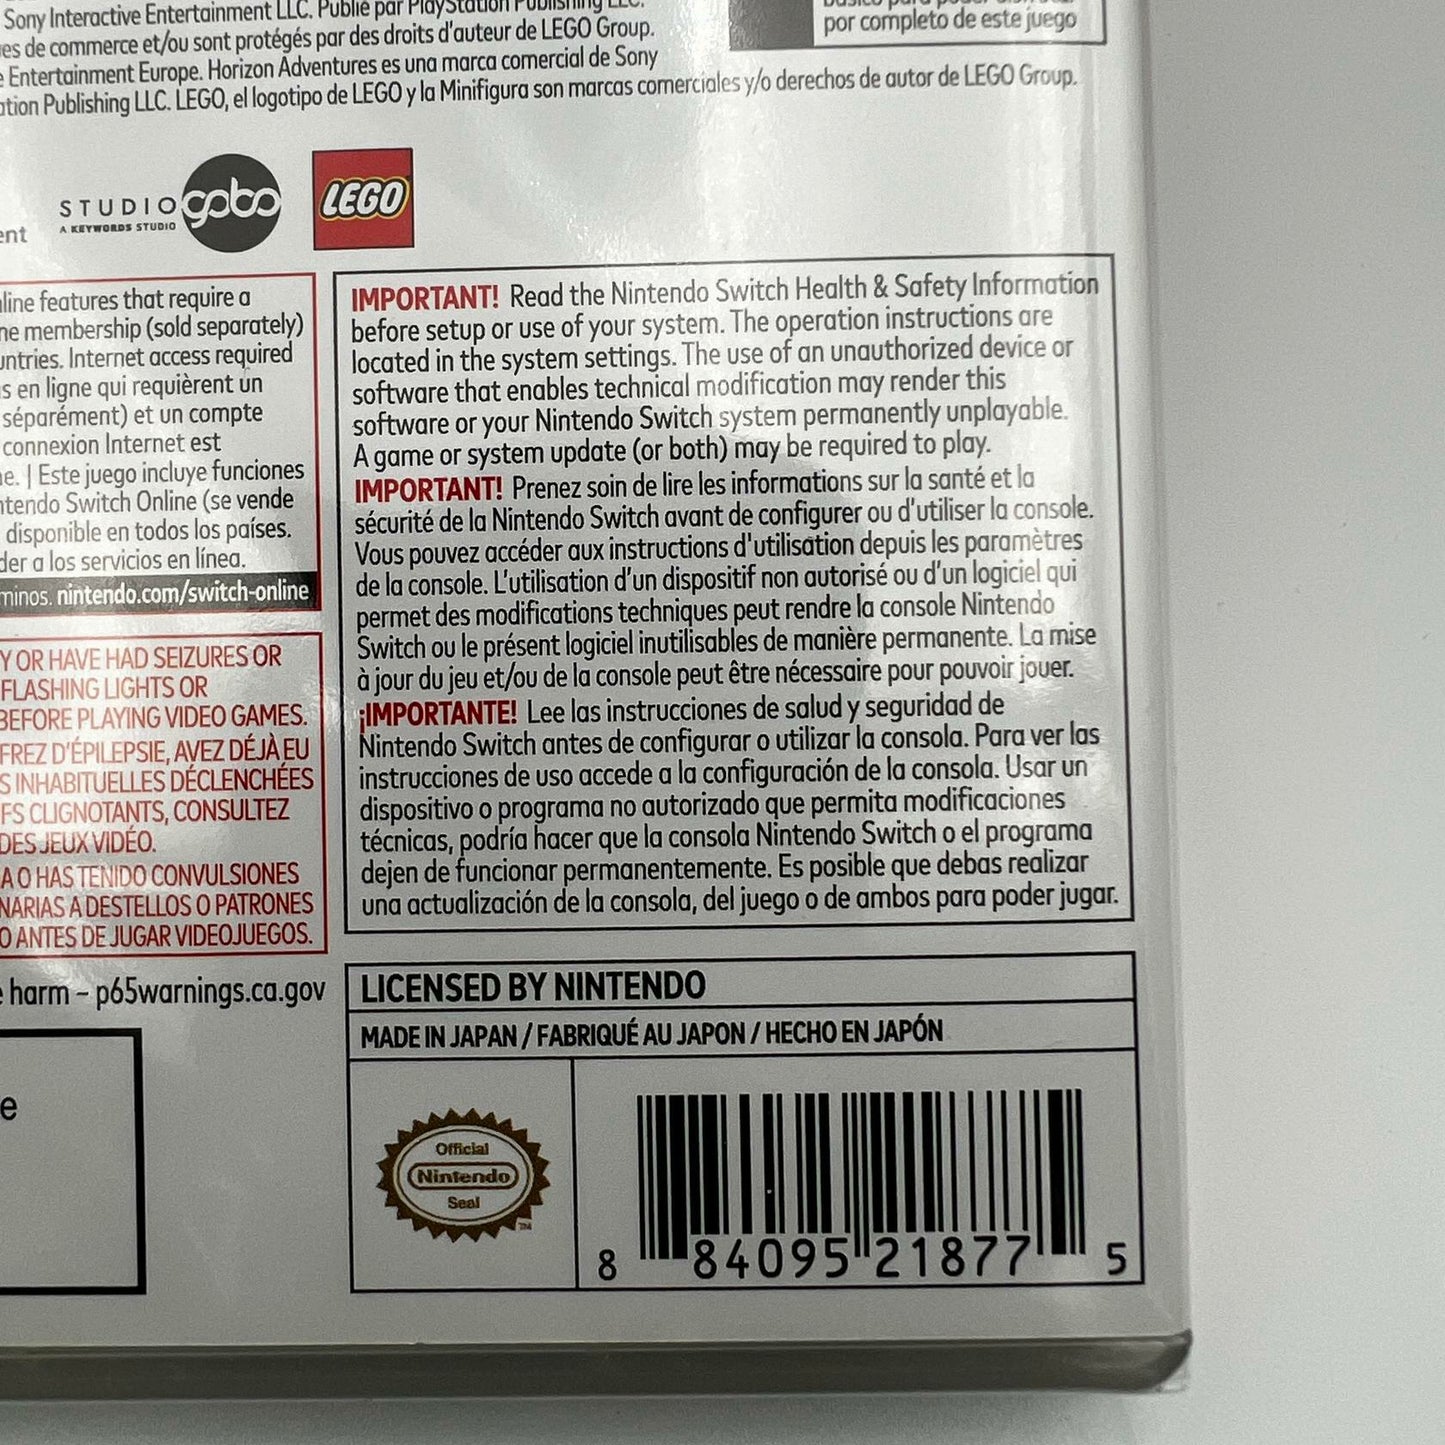 Sony Interactive Entertainment LLC. Publié par PlayStation Publishing LLC.
es de commerce et/ou sont protégés par des droits d'auteur de LEGO Group.
Entertainment Europe. Horizon Adventures es una marca comercial de Sony
ation Publishing LLC. LEGO, el logotipo de LEGO y la Minifigura son marcas comerciales y/o derechos de autor de LEGO Group.
por completo de este juego
ent
STUDIO gobo
A KEYWORDS STUDIO
LEGO
line features that require a
ne membership (sold separately)
untries. Internet access required
s en ligne qui requièrent un
séparément) et un compte
connexion Internet est
e. | Este juego incluye funciones
ntendo Switch Online (se vende
disponible en todos los países.
der a los servicios en línea.
minos. nintendo.com/switch-online
Y OR HAVE HAD SEIZURES OR
FLASHING LIGHTS OR
BEFORE PLAYING VIDEO GAMES.
FREZ D'ÉPILEPSIE, AVEZ DÉJÀ EU
S INHABITUELLES DÉCLENCHÉES
FS CLIGNOTANTS, CONSULTEZ
DES JEUX VIDÉO.
A O HAS TENIDO CONVULSIONES
NARIAS A DESTELLOS O PATRONES
O ANTES DE JUGAR VIDEOJUEGOS.
e harm – p65warnings.ca.gov
e
IMPORTANT! Read the Nintendo Switch Health & Safety Information
before setup or use of your system. The operation instructions are
located in the system settings. The use of an unauthorized device or
software that enables technical modification may render this
software or your Nintendo Switch system permanently unplayable.
A game or system update (or both) may be required to play.
IMPORTANT! Prenez soin de lire les informations sur la santé et la
sécurité de la Nintendo Switch avant de configurer ou d'utiliser la console.
Vous pouvez accéder aux instructions d'utilisation depuis les paramètres
de la console. L'utilisation d'un dispositif non autorisé ou d'un logiciel qui
permet des modifications techniques peut rendre la console Nintendo
Switch ou le présent logiciel inutilisables de manière permanente. La mise
à jour du jeu et/ou de la console peut être nécessaire pour pouvoir jouer.
¡IMPORTANTE! Lee las instrucciones de salud y seguridad de
Nintendo Switch antes de configurar o utilizar la consola. Para ver las
instrucciones de uso accede a la configuración de la consola. Usar un
dispositivo o programa no autorizado que permita modificaciones
técnicas, podría hacer que la consola Nintendo Switch o el programa
dejen de funcionar permanentemente. Es posible que debas realizar
una actualización de la consola, del juego o de ambos para poder jugar.
LICENSED BY NINTENDO
MADE IN JAPAN / FABRIQUÉ AU JAPON / HECHO EN JAPÓN
Official
Nintendo
Seal
TM
8 84095 21877 5